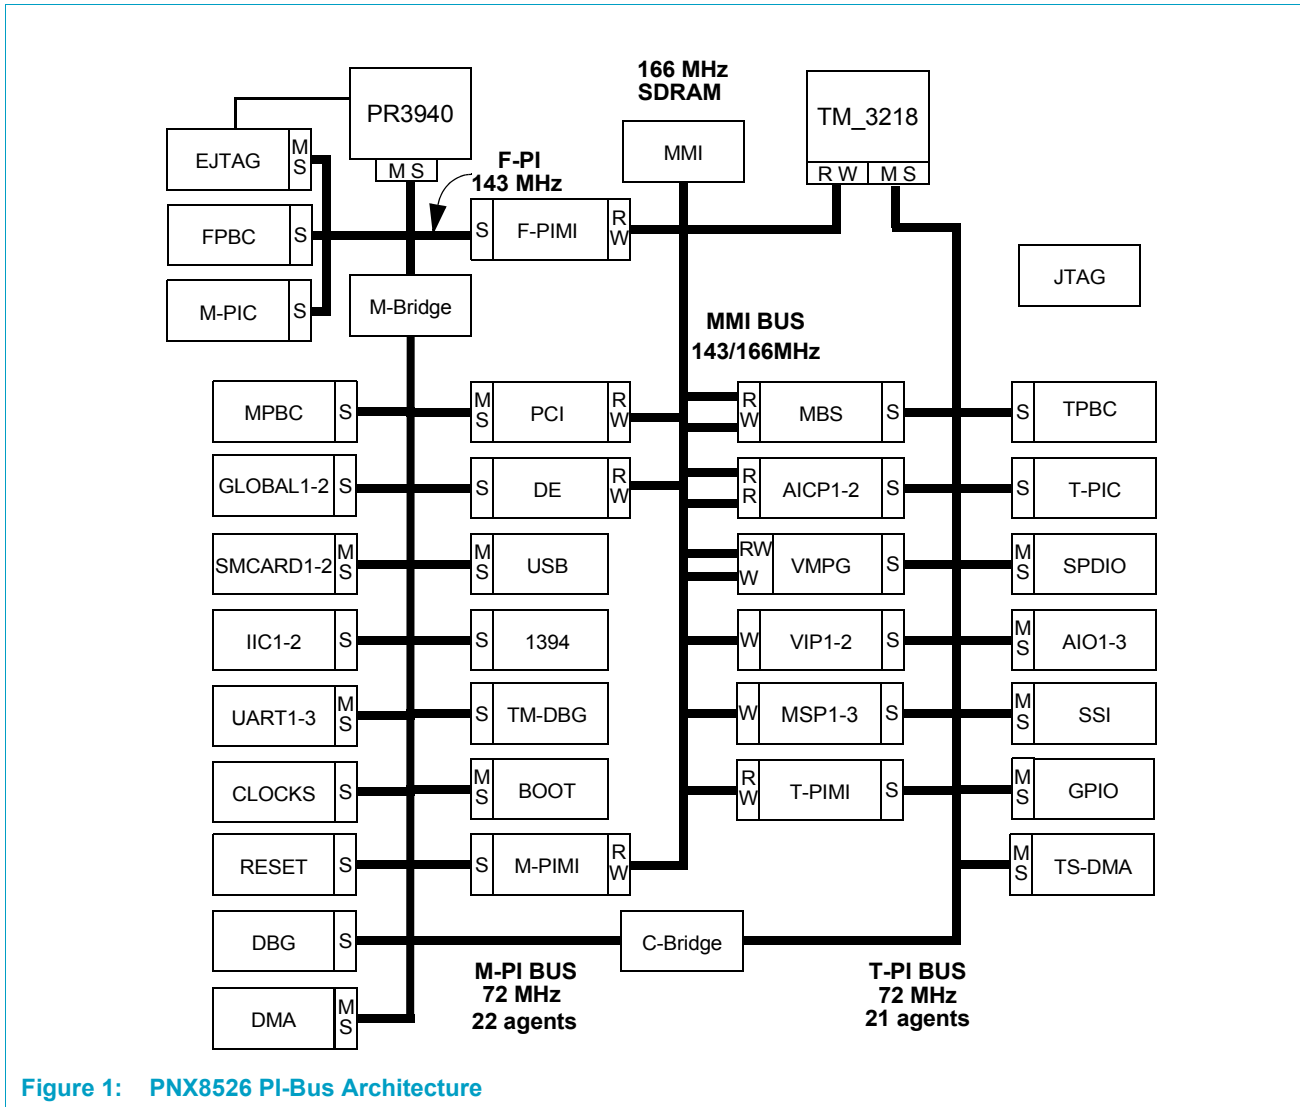 166 MHz
SDRAM
PR3940
M S
TM_3218
R W M S
MMI
EJTAG M S
F-PI
143 MHz
FPBC S
S F-PIMI R W
M-PIC S
M-Bridge
JTAG
MMI BUS
143/166MHz
MPBC S
M S PCI R W
R W MBS S
S TPBC
GLOBAL1-2 S
S DE R W
R R AICP1-2 S
S T-PIC
SMCARD1-2 M S
M S USB
RW W VMPG S
M S SPDIO
IIC1-2 S
S 1394
W VIP1-2 S
M S AIO1-3
UART1-3 M S
S TM-DBG
W MSP1-3 S
M S SSI
CLOCKS S
M S BOOT
R W T-PIMI S
M S GPIO
RESET S
S M-PIMI R W
M S TS-DMA
DBG S
C-Bridge
M-PI BUS
72 MHz
22 agents
T-PI BUS
72 MHz
21 agents
DMA M S
Figure 1: PNX8526 PI-Bus Architecture